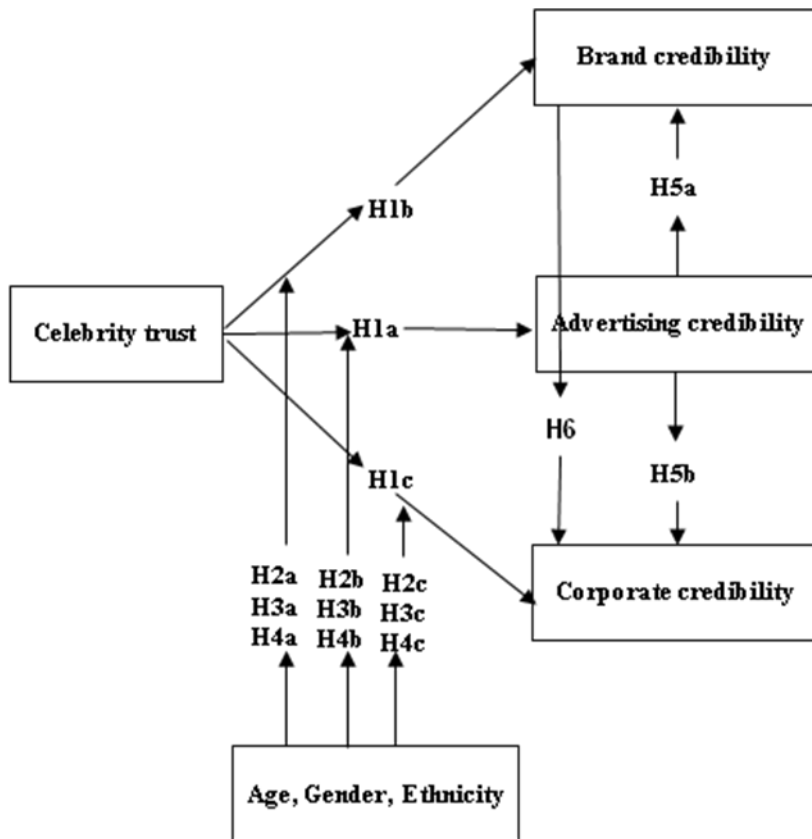 Brand credibility
H5a
H1b
Celebrity trust
H1a
Advertising credibility
H6
H1c
H5b
H2a
H3a
H4a
H2b
H3b
H4b
H2c
H3c
H4c
Corporate credibility
Age, Gender, Ethnicity